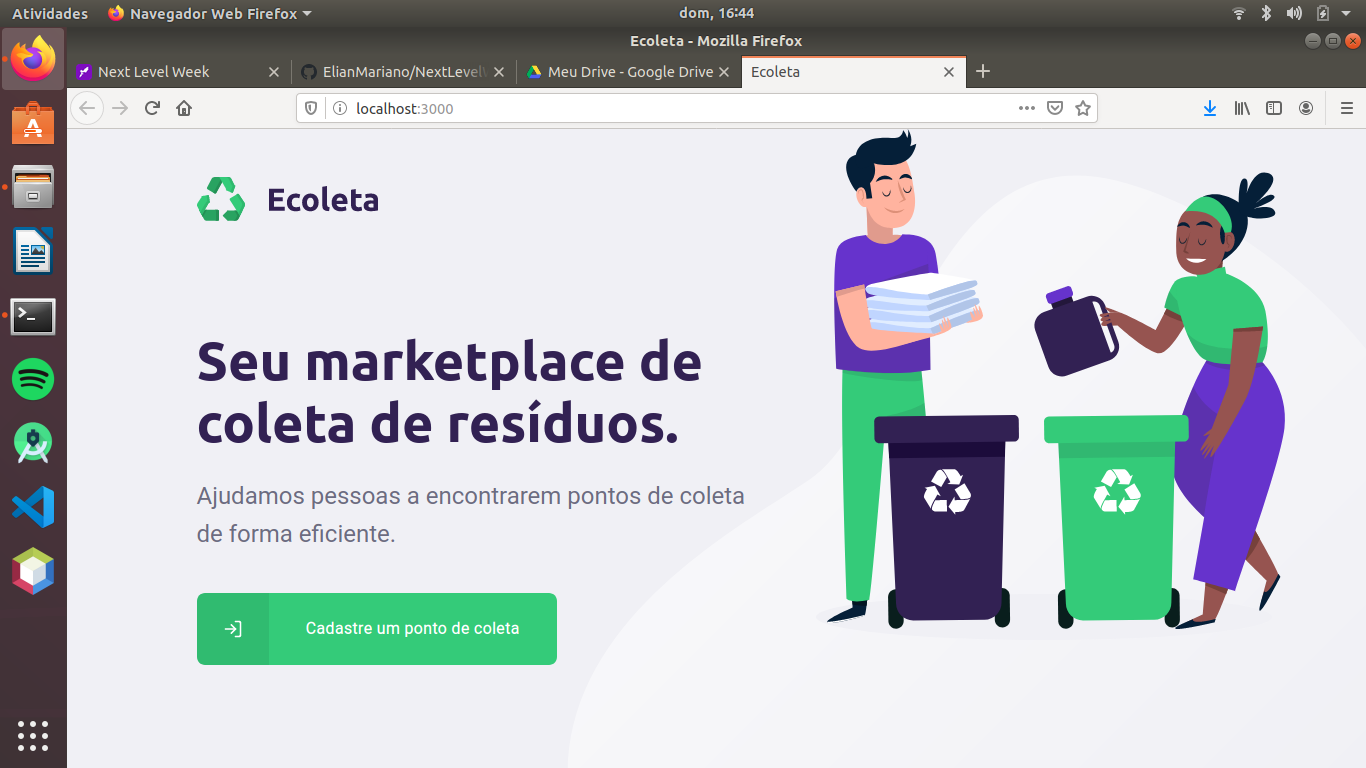 Atividades
Navegador Web Firefox
dom, 16:44
Ecoleta - Mozilla Firefox
Next Level Week
ElianMariano/NextLevel
Meu Drive - Google Drive
Ecoleta
localhost:3000
Ecoleta
Seu marketplace de
coleta de resíduos.
Ajudamos pessoas a encontrarem pontos de coleta
de forma eficiente.
Cadastre um ponto de coleta